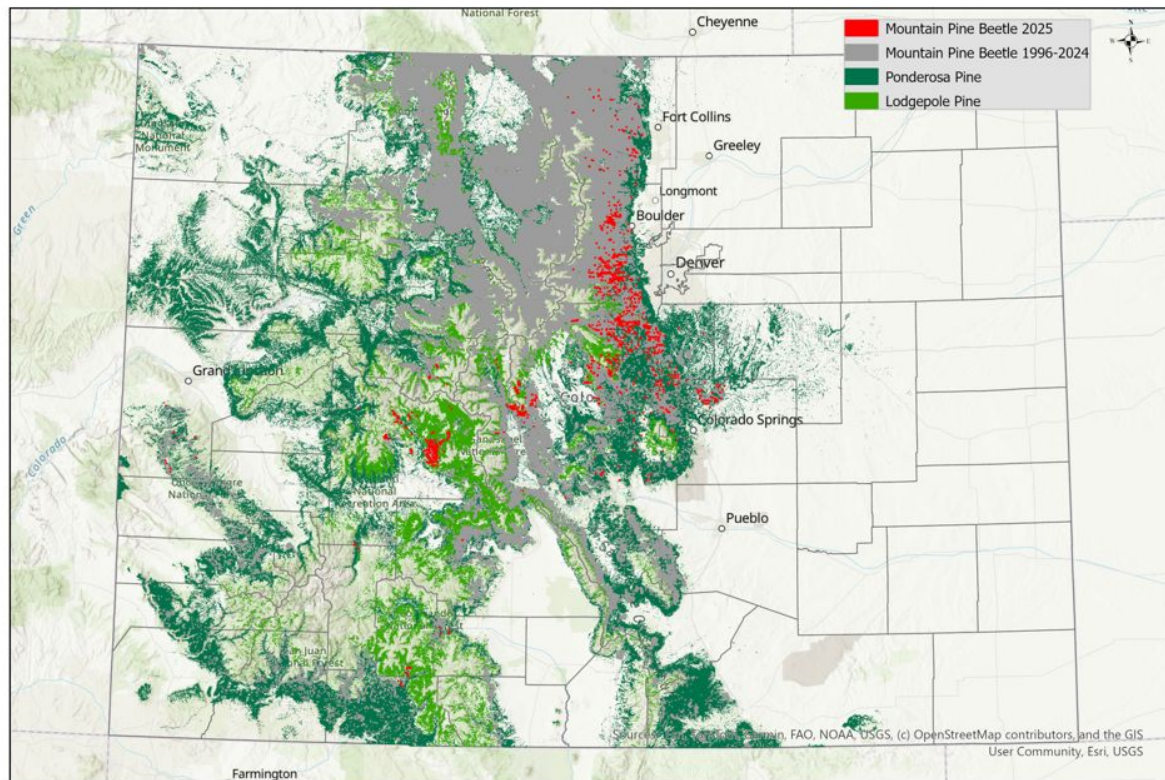 National Forest
Cheyenne
Mountain Pine Beetle 2025
Mountain Pine Beetle 1996-2024
Ponderosa Pine
Lodgepole Pine
N
W E
S
National
Monument
Fort Collins
Greeley
Longmont
Boulder
Green
Denver
Grand
Colo
Colorado Springs
Colorado
National
National
Recreation Area
Pueblo
San Juan
National Forest
FAO, NOAA, USGS, (c) OpenStreetMap contributors, and the GIS
User Community, Esri, USGS
Farmington